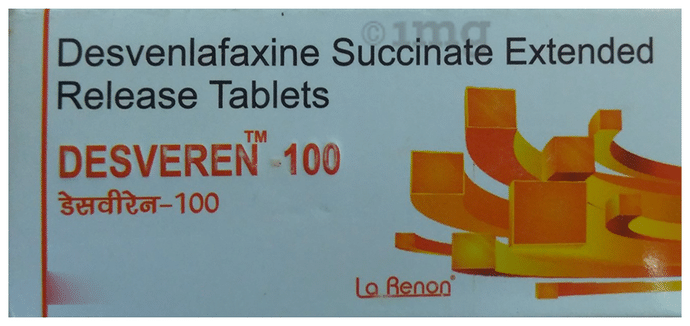 ©1mg
Desvenlafaxine Succinate Extended
Release Tablets
DESVEREN™ -100
डेसवीरेन-100
La Renon®